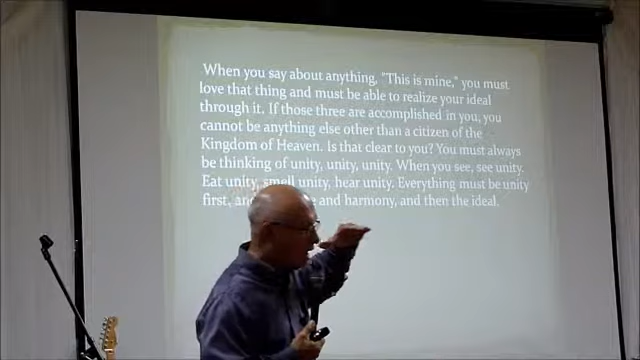 When you say about anything, "This is mine," you must
love that thing and must be able to realize your ideal
through it. If those three are accomplished in you, you
cannot be anything else other than a citizen of the
Kingdom of Heaven. Is that clear to you? You must always
be thinking of unity, unity, unity. When you see, see unity.
Eat unity, smell unity, hear unity. Everything must be unity
first, and harmony, and then the ideal.